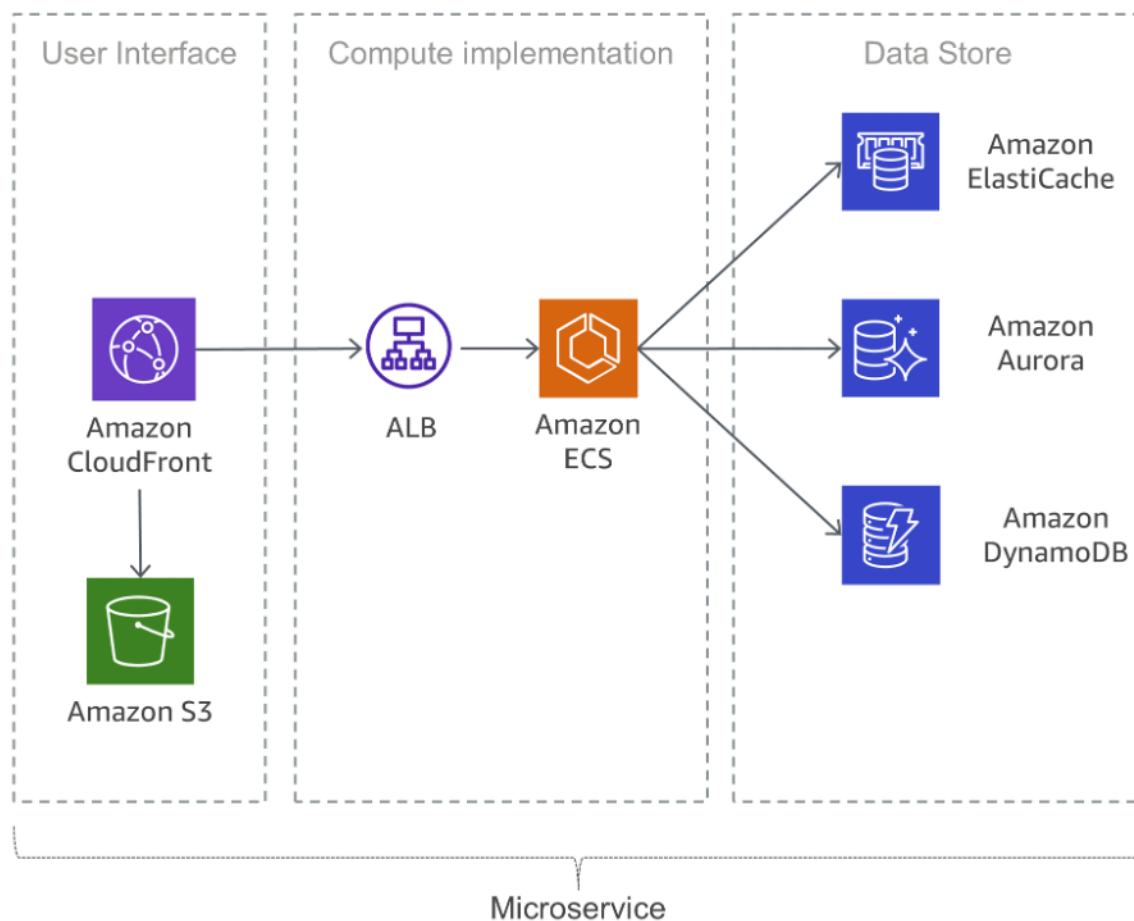 User Interface
Compute implementation
Data Store
Amazon
ElastiCache
Amazon
CloudFront
ALB
Amazon
ECS
Amazon
Aurora
Amazon
DynamoDB
Amazon S3
Microservice